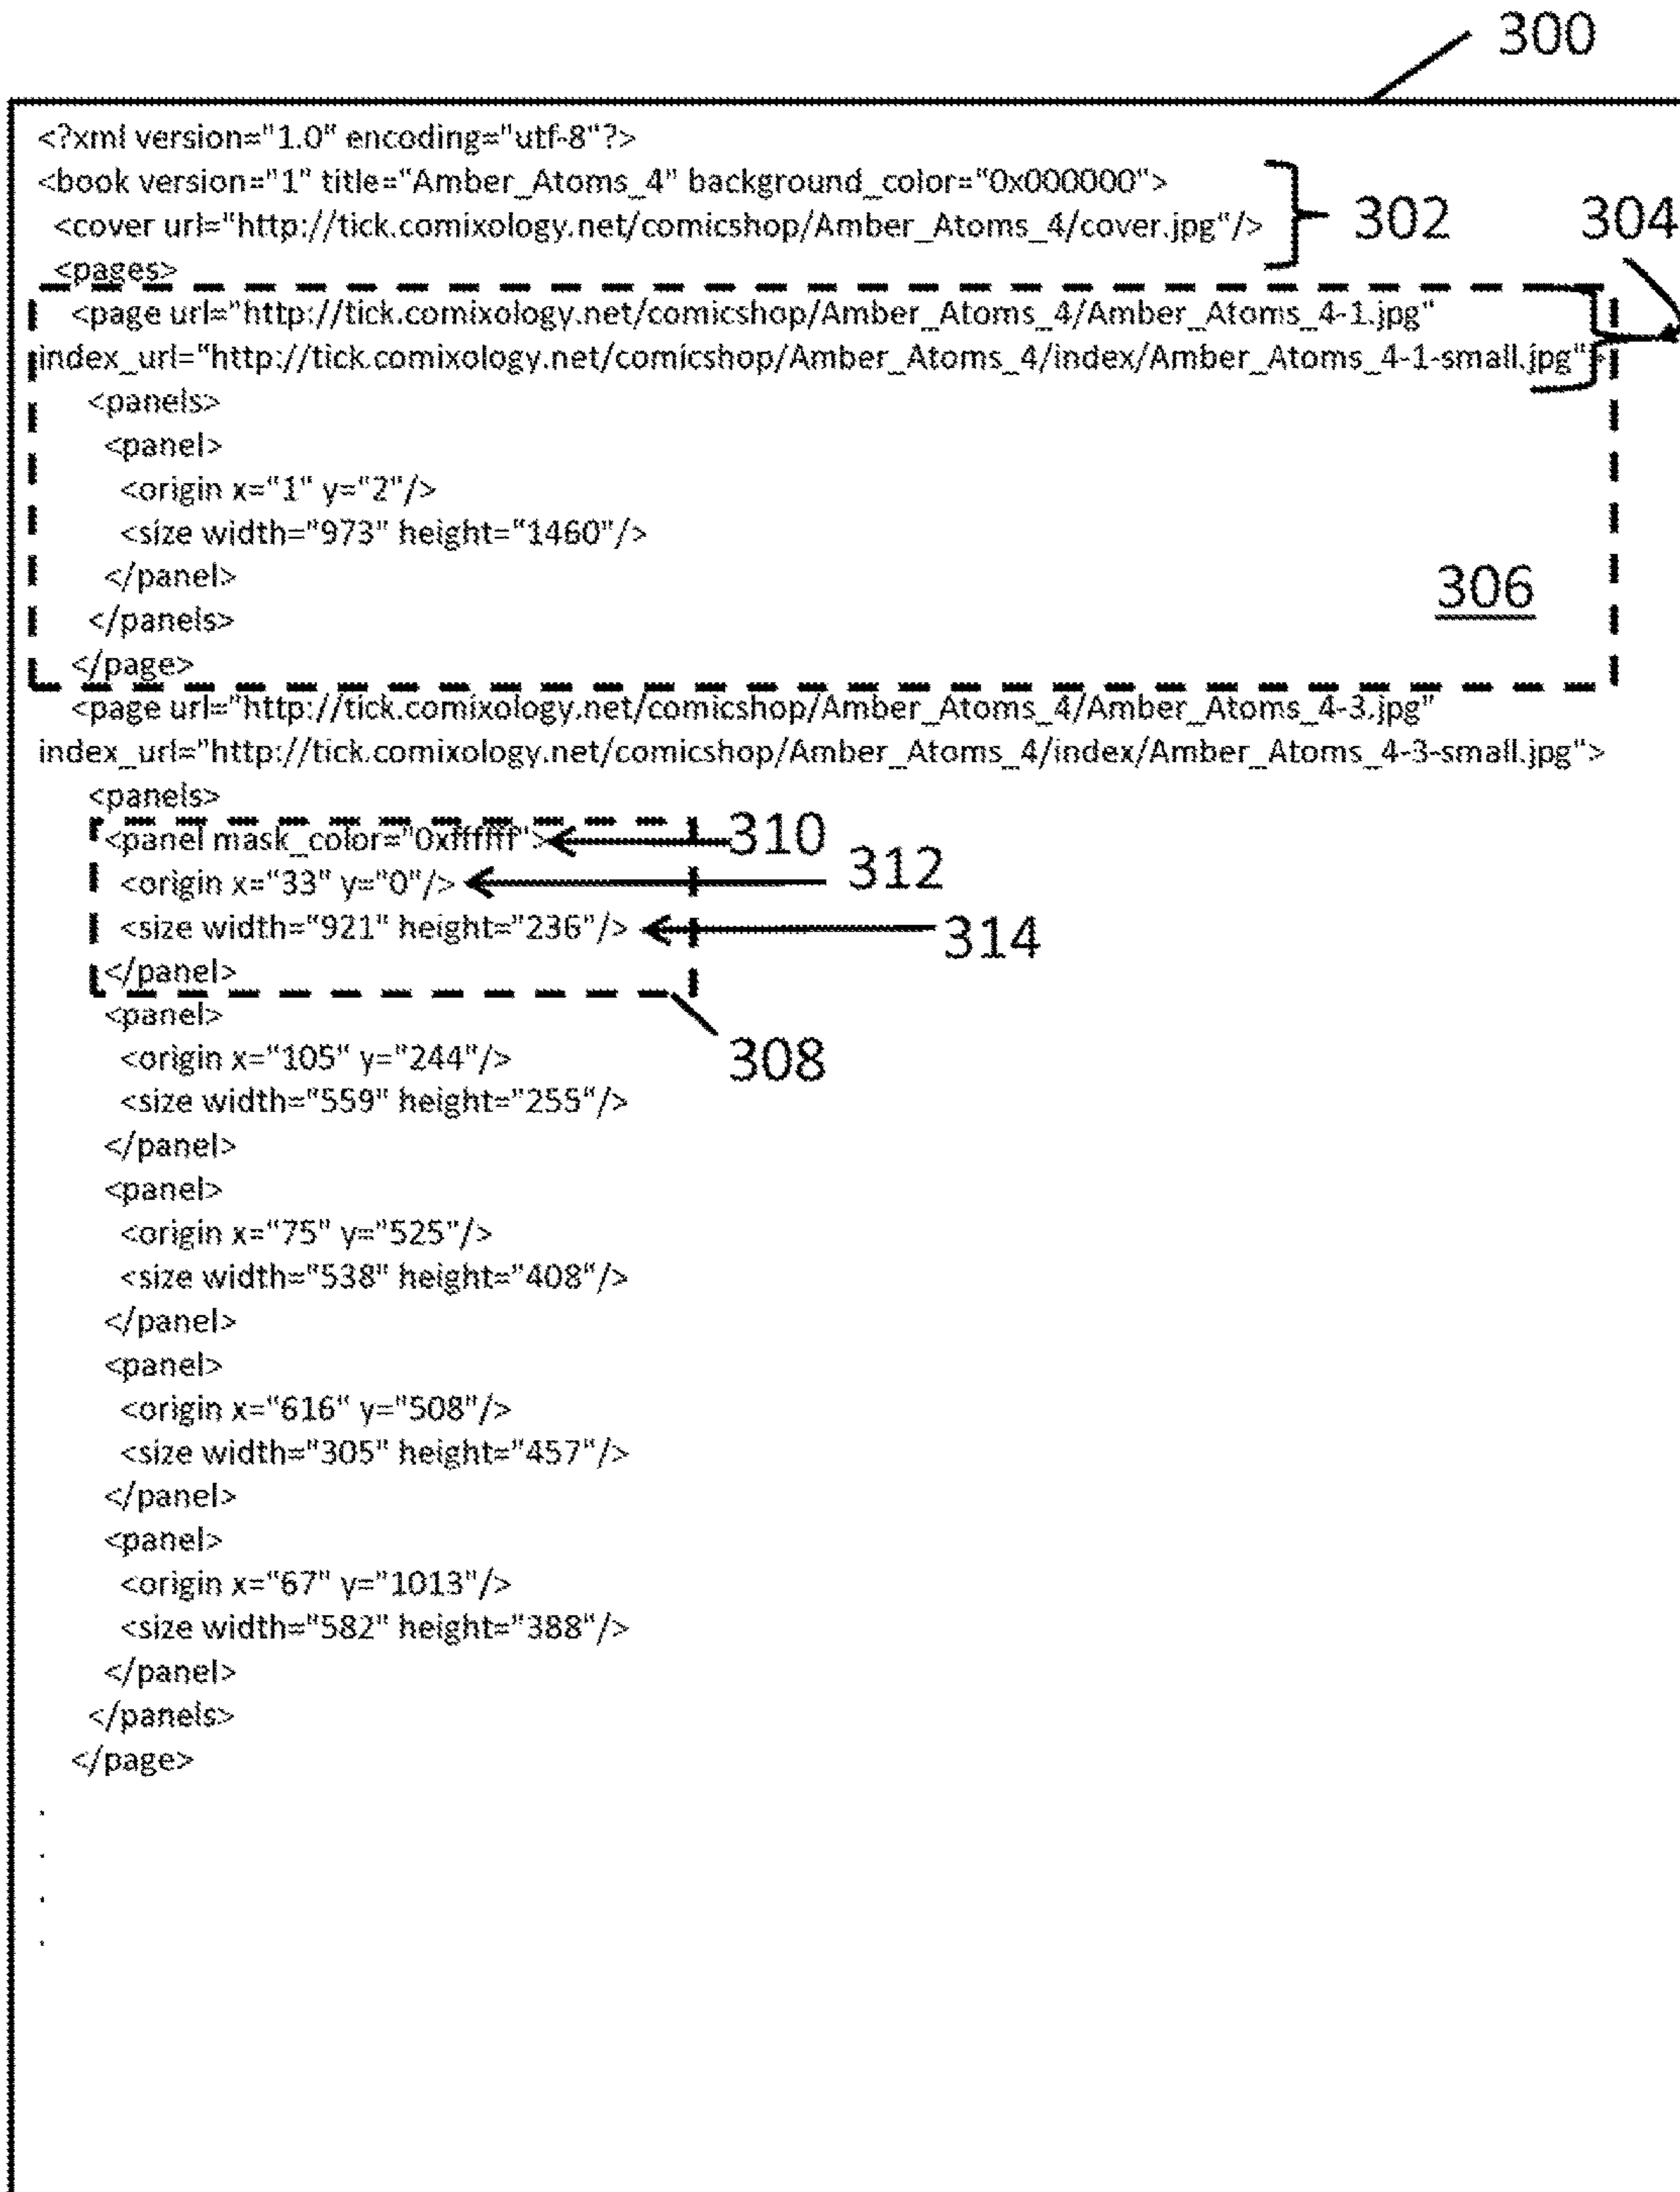 300
<?xml version="1.0" encoding="utf-8"?>
<book version="1" title="Amber_Atoms_4" background_color="0x000000">
<cover url="http://tick.comixology.net/comicshop/Amber_Atoms_4/cover.jpg"/>
302
304
<pages>
<page url="http://tick.comixology.net/comicshop/Amber_Atoms_4/Amber_Atoms_4-1.jpg"
index_url="http://tick.comixology.net/comicshop/Amber_Atoms_4/index/Amber_Atoms_4-1-small.jpg">
<panels>
<panel>
<origin x="1" y="2"/>
<size width="973" height="1460"/>
</panel>
306
</panels>
</page>
<page url="http://tick.comixology.net/comicshop/Amber_Atoms_4/Amber_Atoms_4-3.jpg"
index_url="http://tick.comixology.net/comicshop/Amber_Atoms_4/index/Amber_Atoms_4-3-small.jpg">
<panels>
<panel mask_color="0xffffff">
310
<origin x="33" y="0"/>
312
<size width="921" height="236"/>
314
</panel>
<panel>
308
<origin x="105" y="244"/>
<size width="559" height="255"/>
</panel>
<panel>
<origin x="75" y="525"/>
<size width="538" height="408"/>
</panel>
<panel>
<origin x="616" y="508"/>
<size width="305" height="457"/>
</panel>
<panel>
<origin x="67" y="1013"/>
<size width="582" height="388"/>
</panel>
</panels>
</page>
.
.
.
.